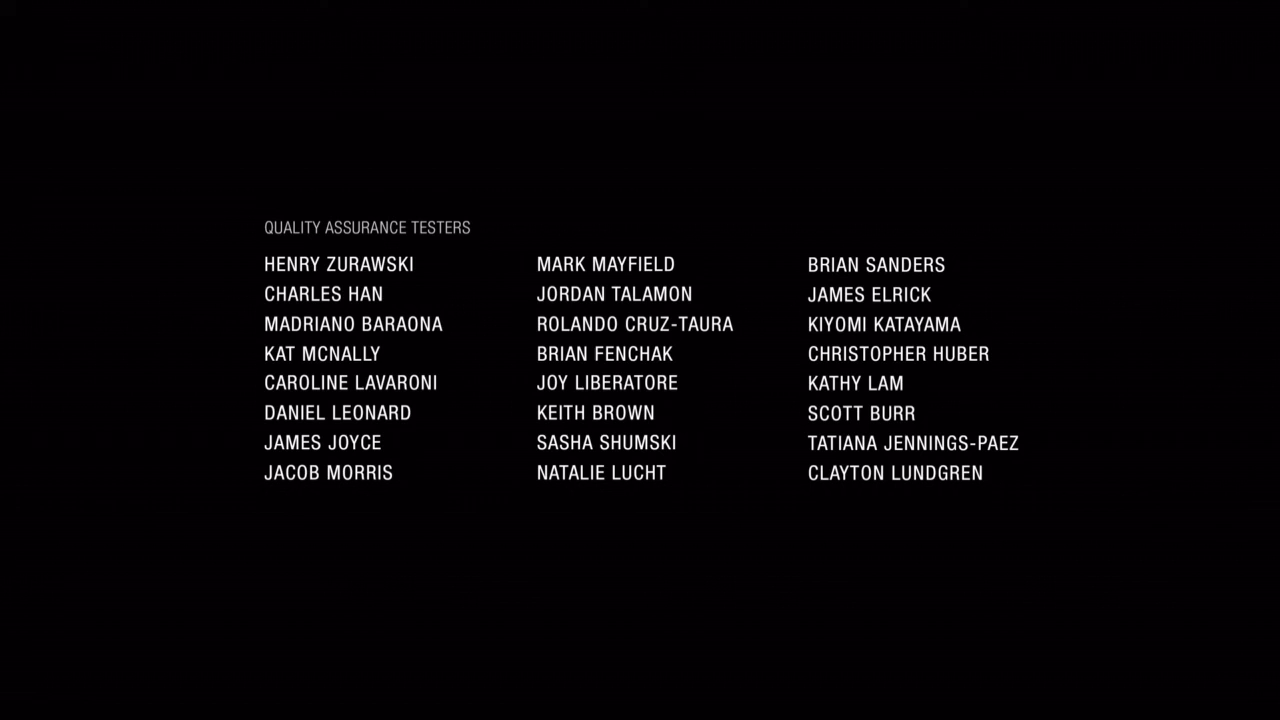 QUALITY ASSURANCE TESTERS
HENRY ZURAWSKI
CHARLES HAN
MADRIANO BARAONA
KAT MCNALLY
CAROLINE LAVARONI
DANIEL LEONARD
JAMES JOYCE
JACOB MORRIS
MARK MAYFIELD
JORDAN TALAMON
ROLANDO CRUZ-TAURA
BRIAN FENCHAK
JOY LIBERATORE
KEITH BROWN
SASHA SHUMSKI
NATALIE LUCHT
BRIAN SANDERS
JAMES ELRICK
KIYOMI KATAYAMA
CHRISTOPHER HUBER
KATHY LAM
SCOTT BURR
TATIANA JENNINGS-PAEZ
CLAYTON LUNDGREN